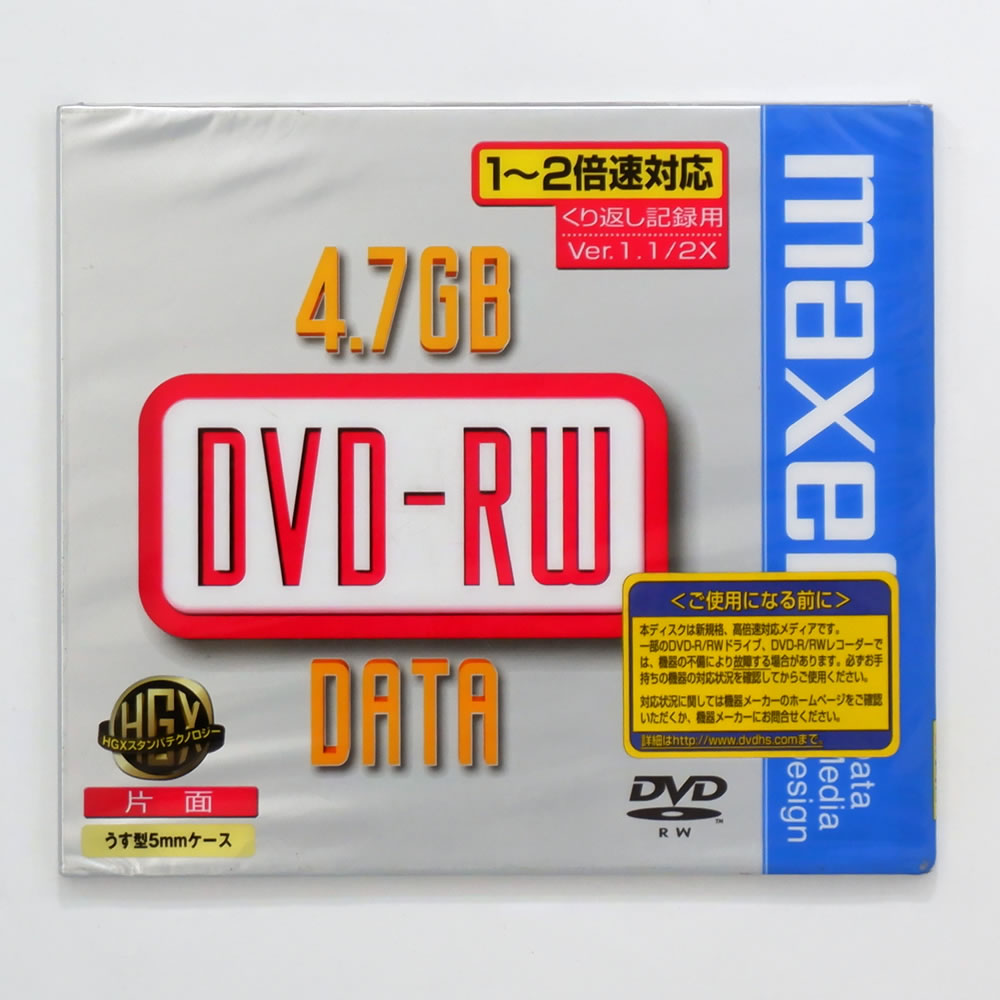 1〜2倍速対応
くり返し記録用
Ver.1.1/2X
4.7GB
DVD-RW
DATA
HGX
HGXスタンパテクノロジー
片面
うす型5mmケース
maxel
<ご使用になる前に>
本ディスクは新規格、高倍速対応メディアです。
一部のDVD-R/RWドライブ、DVD-R/RWレコーダーで
は、機器の不備により故障する場合があります。必ずお手
持ちの機器の対応状況を確認してからご使用ください。
対応状況に関しては機器メーカーのホームページをご確認
いただくか、機器メーカーにお問合せください。
詳細はhttp://www.dvdhs.comまで。
DVD™
RW
ata
Media
esign